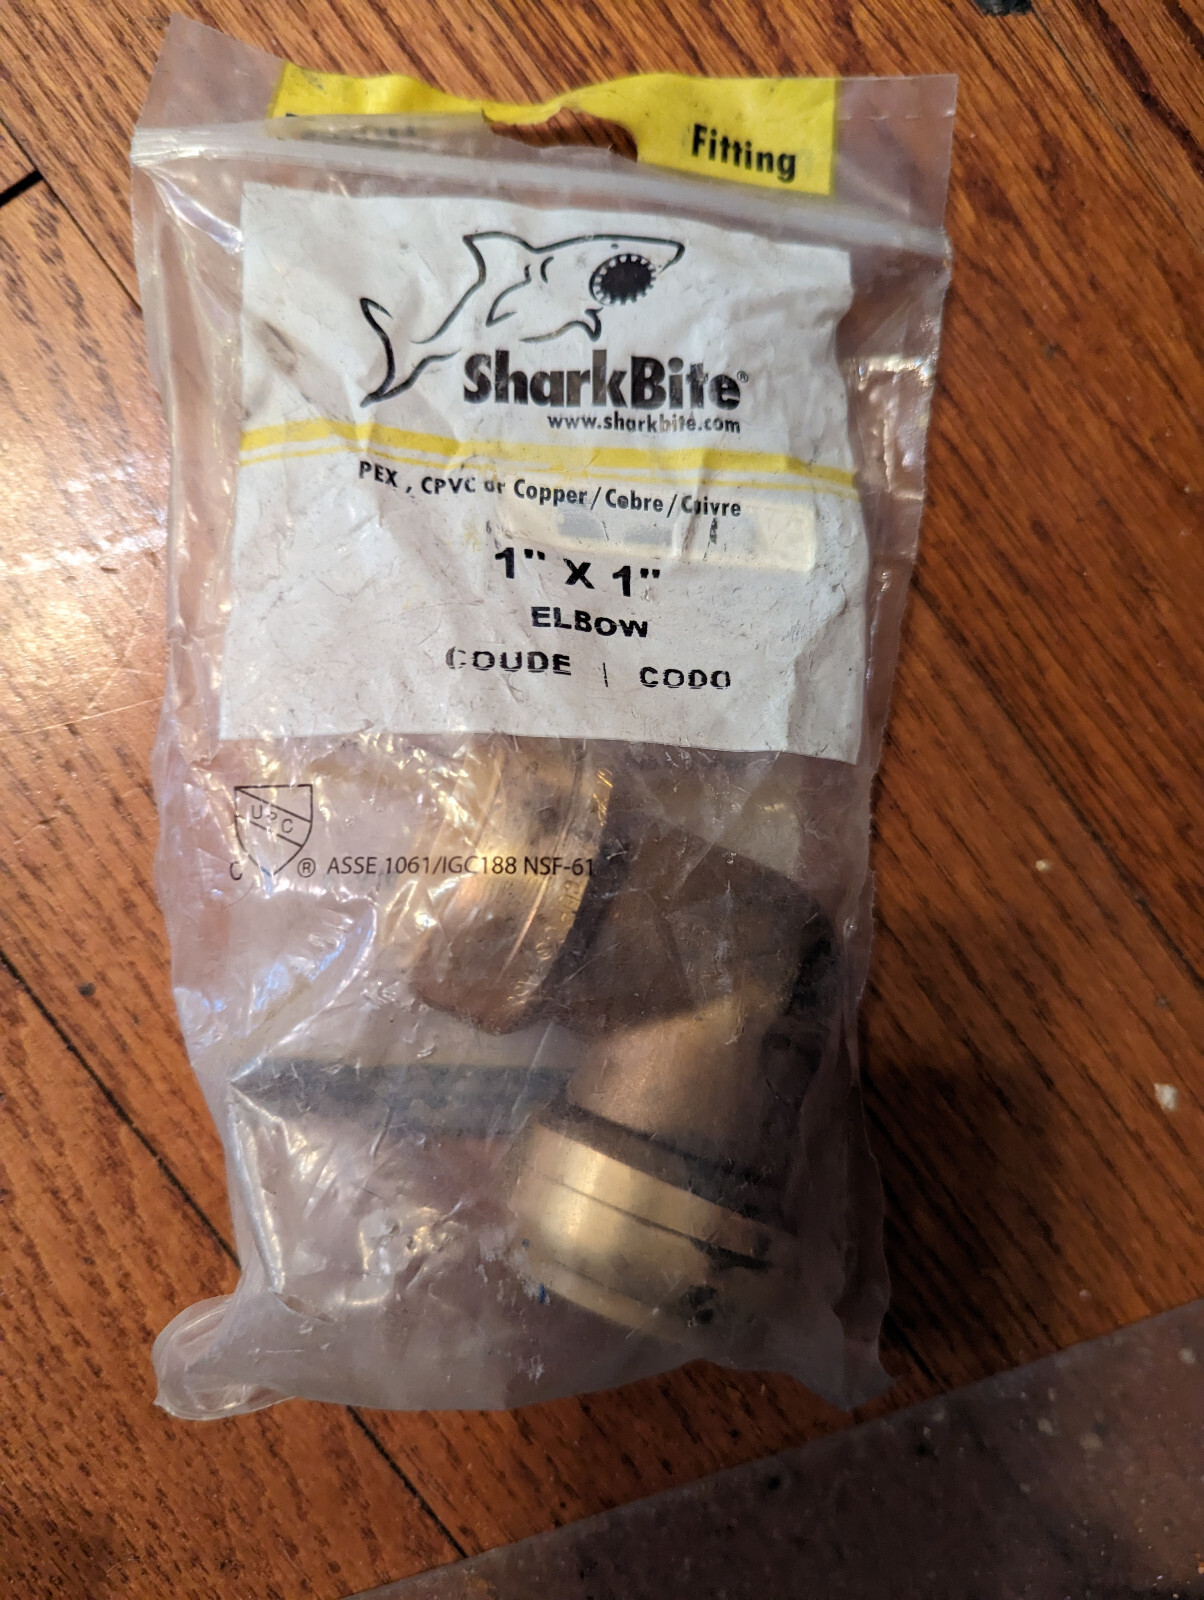 Fitting
SharkBite®
www.sharkbite.com
PEX, CPVC or Copper/Cobre/Cuivre
1" X 1"
ELBOW
COUDE | CODO
UPC
C ® ASSE 1061/IGC188 NSF-61